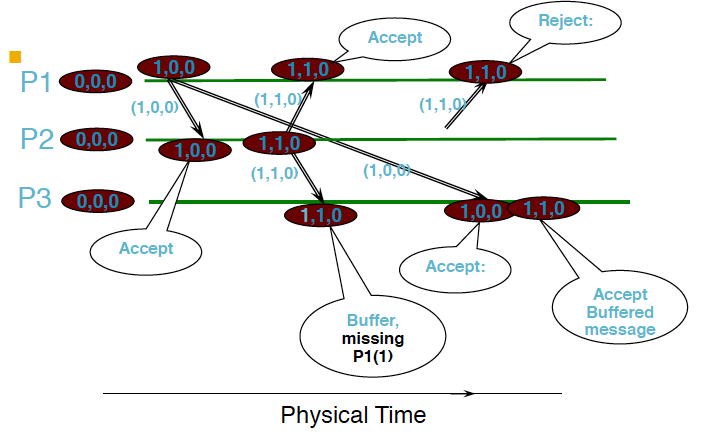 Reject:
Accept
1,0,0
1,1,0
1,1,0
P1
0,0,0
(1,0,0)
(1,1,0)
(1,1,0)
P2
0,0,0
1,0,0
1,1,0
(1,1,0)
(1,0,0)
P3
0,0,0
1,1,0
1,0,0
1,1,0
Accept
Accept:
Accept
Buffered
message
Buffer,
missing
P1(1)
Physical Time